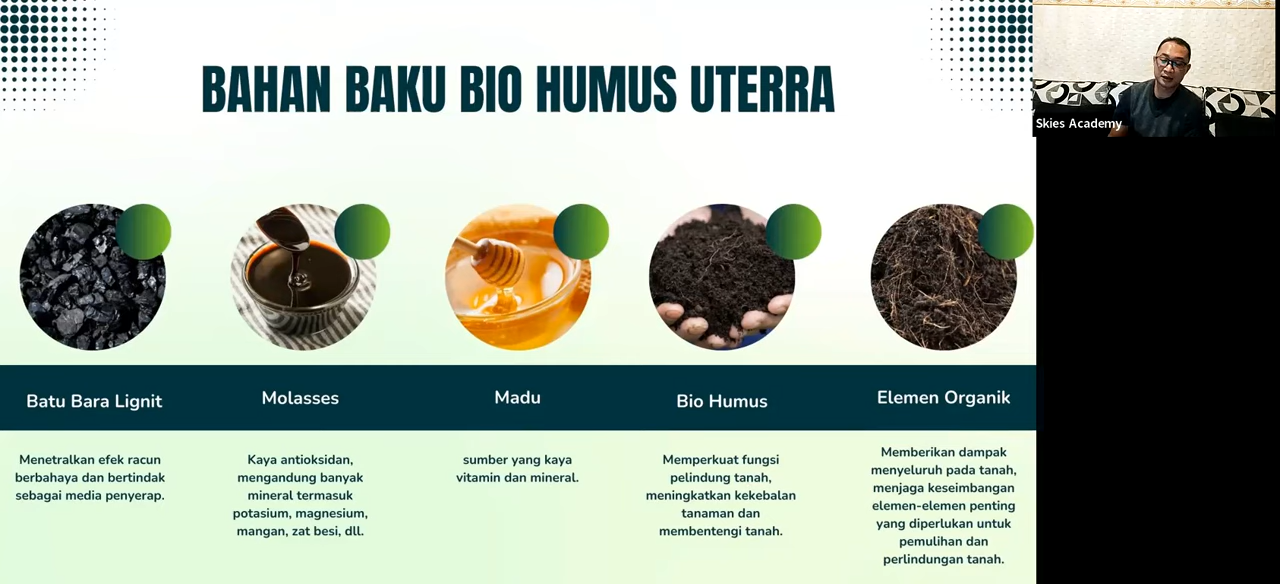 BAHAN BAKU BIO HUMUS UTERRA
Skies Academy
Batu Bara Lignit
Menetralkan efek racun
berbahaya dan bertindak
sebagai media penyerap.
Molasses
Kaya antioksidan,
mengandung banyak
mineral termasuk
potasium, magnesium,
mangan, zat besi, dll.
Madu
sumber yang kaya
vitamin dan mineral.
Bio Humus
Memperkuat fungsi
pelindung tanah,
meningkatkan kekebalan
tanaman dan
membentengi tanah.
Elemen Organik
Memberikan dampak
menyeluruh pada tanah,
menjaga keseimbangan
elemen-elemen penting
yang diperlukan untuk
pemulihan dan
perlindungan tanah.